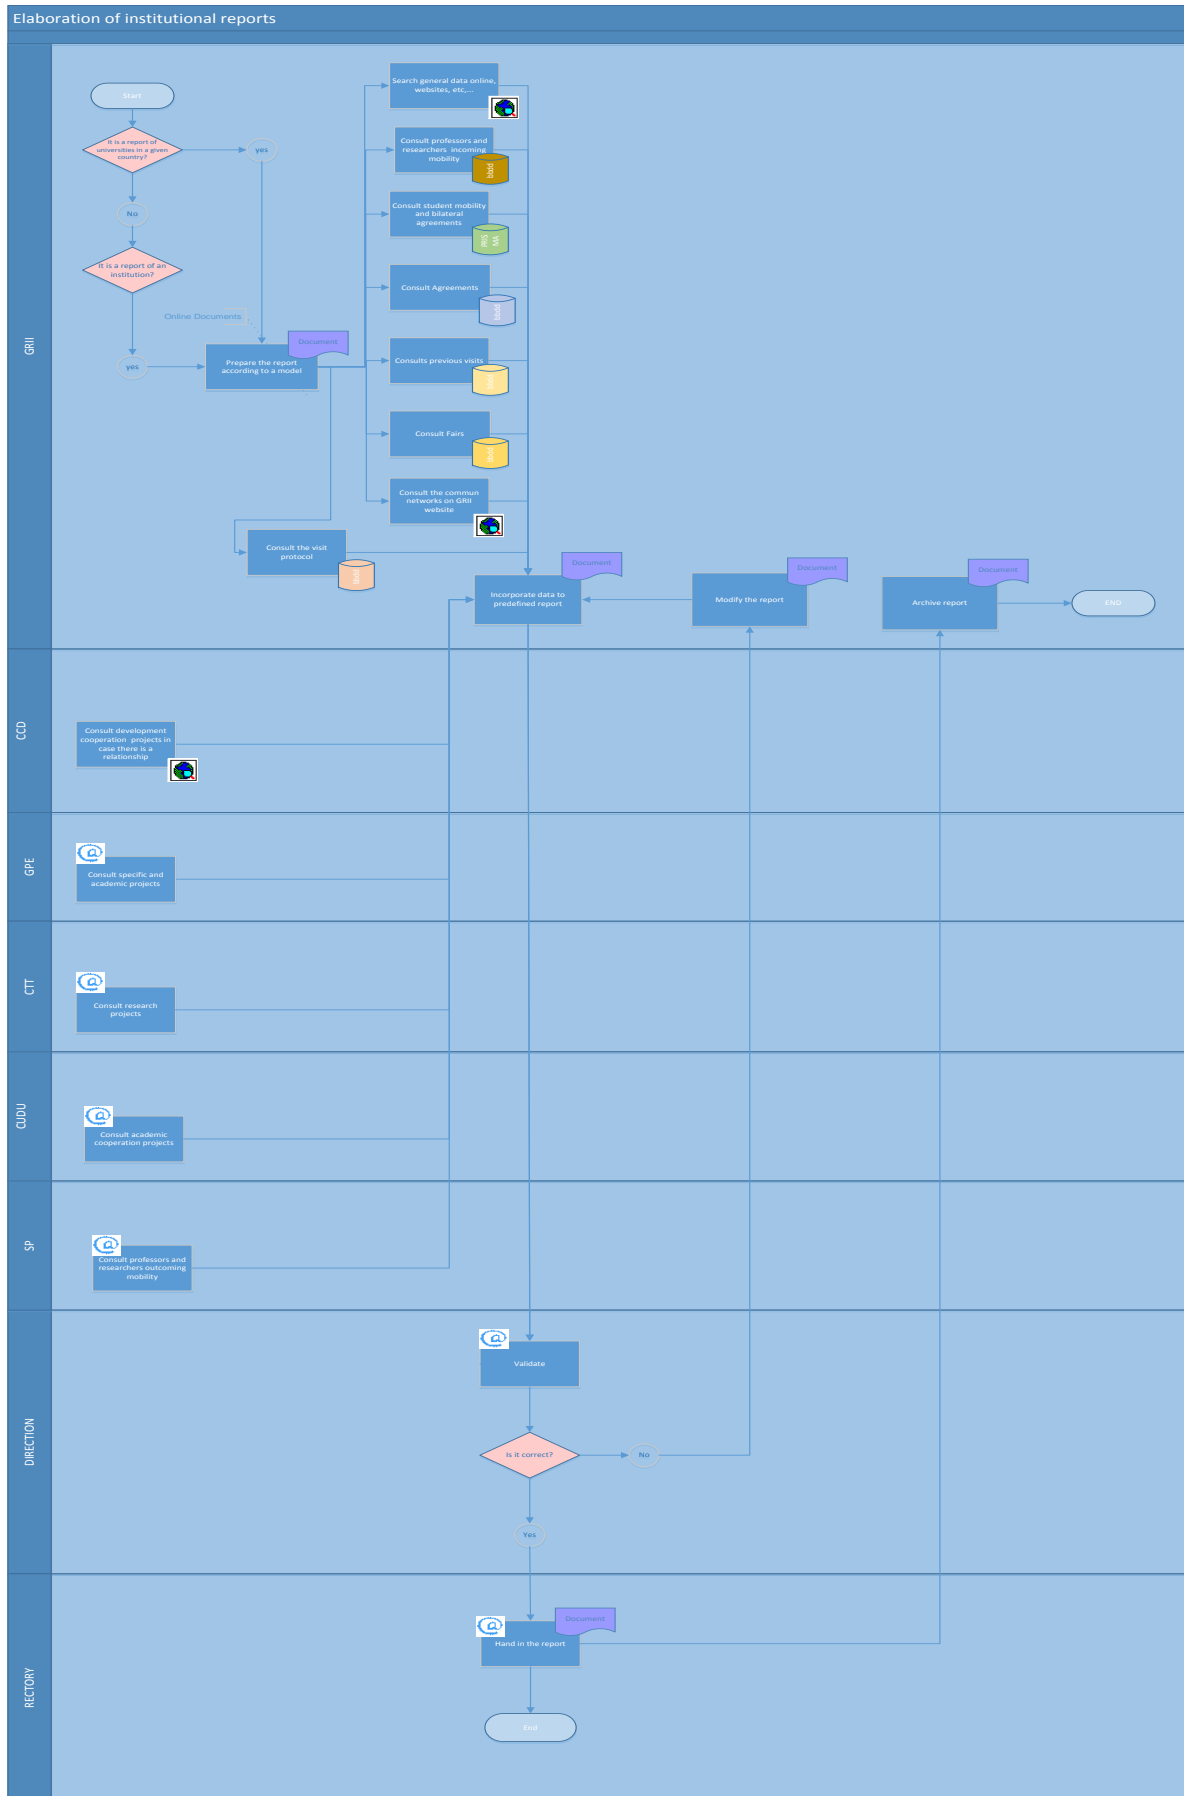 Elaboration of institutional reports
GRII
Start
It is a report of
universities in a given
country?
yes
No
It is a report of an
institution?
yes
Online Documents
Document
Prepare the report
according to a model
Search general data online,
websites, etc,...
Consult professors and
researchers incoming
mobility
bbdd
Consult student mobility
and bilateral
agreements
Consult Agreements
bbdd
Consults previous visits
bbdd
Consult Fairs
bbdd
Consult the commun
networks on GRII
website
Consult the visit
protocol
bbdd
Document
Incorporate data to
predefined report
Document
Modify the report
Document
Archive report
END
CCD
Consult development
cooperation projects in
case there is a
relationship
GPE
Consult specific and
academic projects
CTT
Consult research
projects
CUDU
Consult academic
cooperation projects
SP
Consult professors and
researchers outcoming
mobility
DIRECTION
Validate
Is it correct?
No
Yes
RECTORY
Document
Hand in the report
End